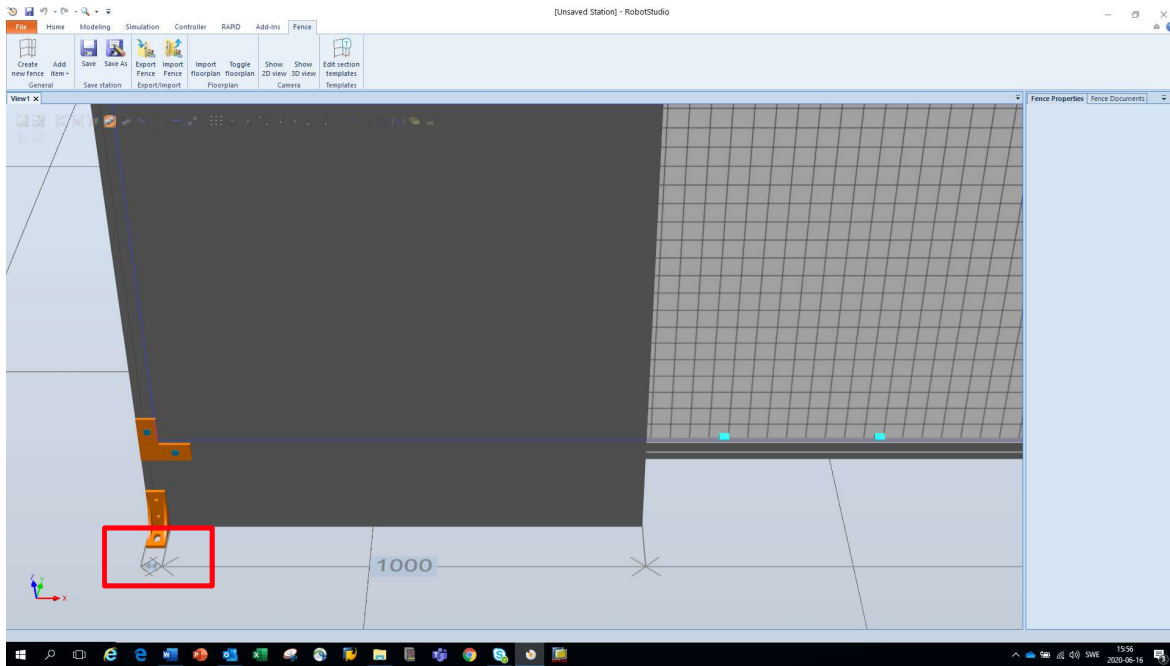 [Unsaved Station] - RobotStudio
File Home Modeling Simulation Controller RAPID Add-Ins Fence
Create new fence
Add item
Save
Save As
Export Fence
Import Fence
Import floorplan
Toggle floorplan
Show 2D view
Show 3D view
Edit section templates
General Save station Export/Import Floorplan Camera Templates
View1
Fence Properties Fence Documents
1000
Z Y
X
SWE
15:56
2020-06-16